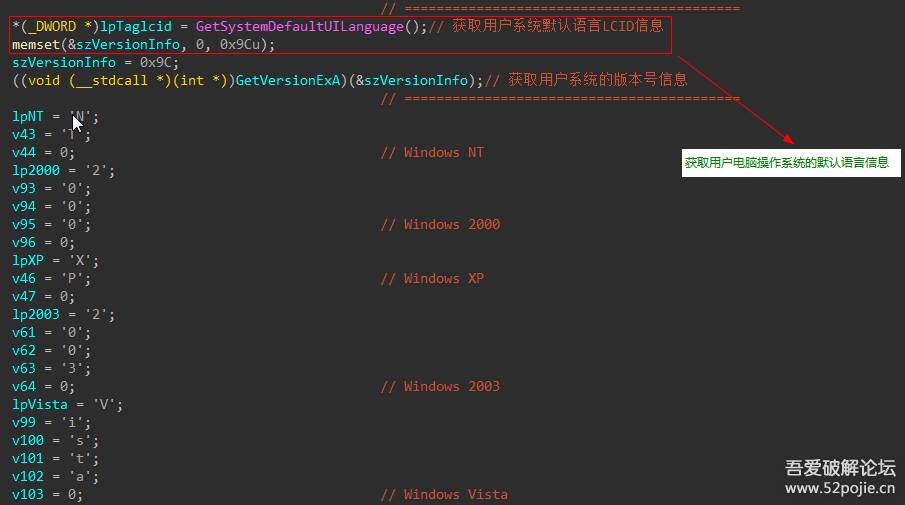 // ==========================================
*(_DWORD *)lpTaglcid = GetSystemDefaultUILanguage();// 获取用户系统默认语言LCID信息
memset(&szVersionInfo, 0, 0x9Cu);
szVersionInfo = 0x9C;
((void (__stdcall *)(int *))GetVersionExA)(&szVersionInfo);// 获取用户系统的版本号信息
// ==========================================
lpNT = 'N';
v43 = 'T';
v44 = 0; // Windows NT
获取用户电脑操作系统的默认语言信息
lp2000 = '2';
v93 = '0';
v94 = '0';
v95 = '0'; // Windows 2000
v96 = 0;
lpXP = 'X';
v46 = 'P'; // Windows XP
v47 = 0;
lp2003 = '2';
v61 = '0';
v62 = '0';
v63 = '3';
v64 = 0; // Windows 2003
lpVista = 'V';
v99 = 'i';
v100 = 's';
v101 = 't';
v102 = 'a';
v103 = 0; // Windows Vista
吾爱破解论坛
www.52pojie.cn